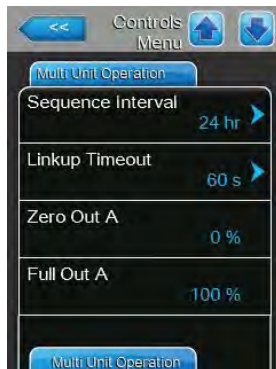 << Controls
Menu
Multi Unit Operation
Sequence Interval
24 hr
Linkup Timeout
60 s
Zero Out A
0 %
Full Out A
100 %
Multi Unit Operation